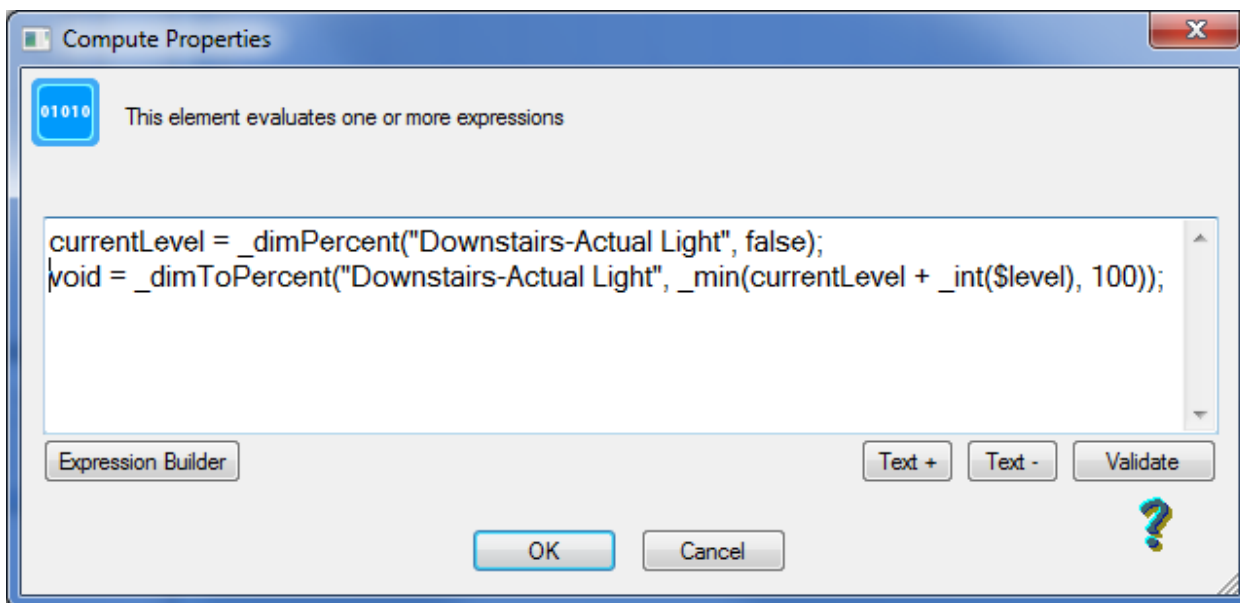 Compute Properties
x
01010
This element evaluates one or more expressions
currentLevel = _dimPercent("Downstairs-Actual Light", false);
void = _dimToPercent("Downstairs-Actual Light", _min(currentLevel + _int($level), 100));
Expression Builder
Text +
Text -
Validate
?
OK
Cancel